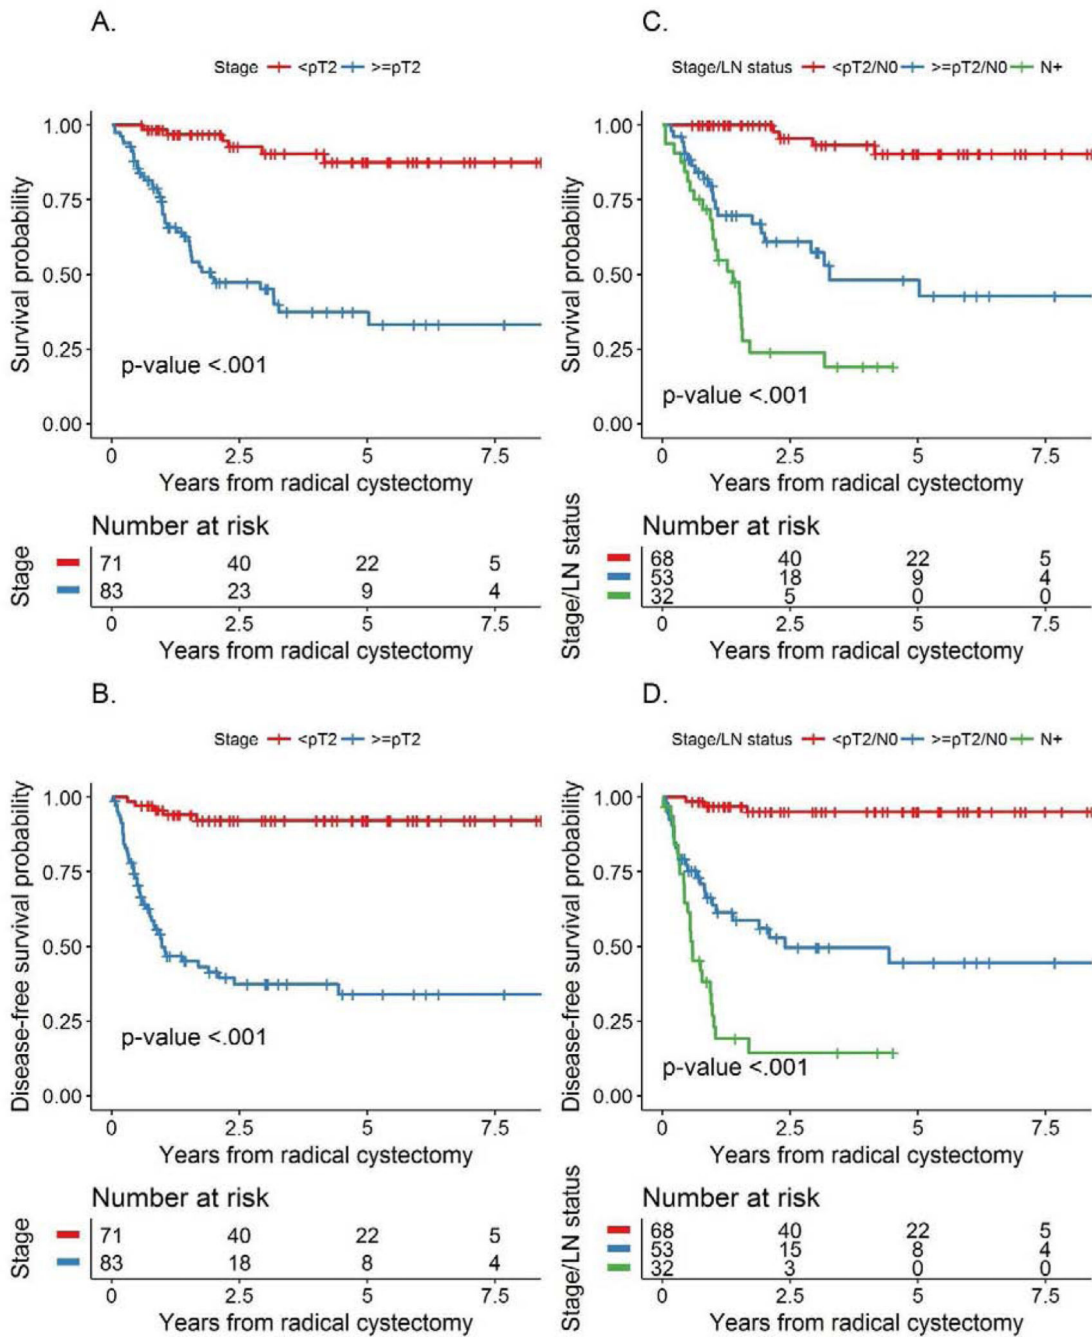 A.
Stage <pT2 >=pT2
Survival probability
1.00
0.75
0.50
0.25
0.00
p-value <.001
0 2.5 5 7.5
Years from radical cystectomy
Number at risk
Stage
71 40 22 5
83 23 9 4
0 2.5 5 7.5
Years from radical cystectomy
C.
Stage/LN status <pT2/N0 >=pT2/N0 N+
Survival probability
1.00
0.75
0.50
0.25
0.00
p-value <.001
0 2.5 5 7.5
Years from radical cystectomy
Number at risk
Stage/LN status
68 40 22 5
53 18 9 4
32 5 0 0
0 2.5 5 7.5
Years from radical cystectomy
B.
Stage <pT2 >=pT2
Disease-free survival probability
1.00
0.75
0.50
0.25
0.00
p-value <.001
0 2.5 5 7.5
Years from radical cystectomy
Number at risk
Stage
71 40 22 5
83 18 8 4
0 2.5 5 7.5
Years from radical cystectomy
D.
Stage/LN status <pT2/N0 >=pT2/N0 N+
Disease-free survival probability
1.00
0.75
0.50
0.25
0.00
p-value <.001
0 2.5 5 7.5
Years from radical cystectomy
Number at risk
Stage/LN status
68 40 22 5
53 15 8 4
32 3 0 0
0 2.5 5 7.5
Years from radical cystectomy